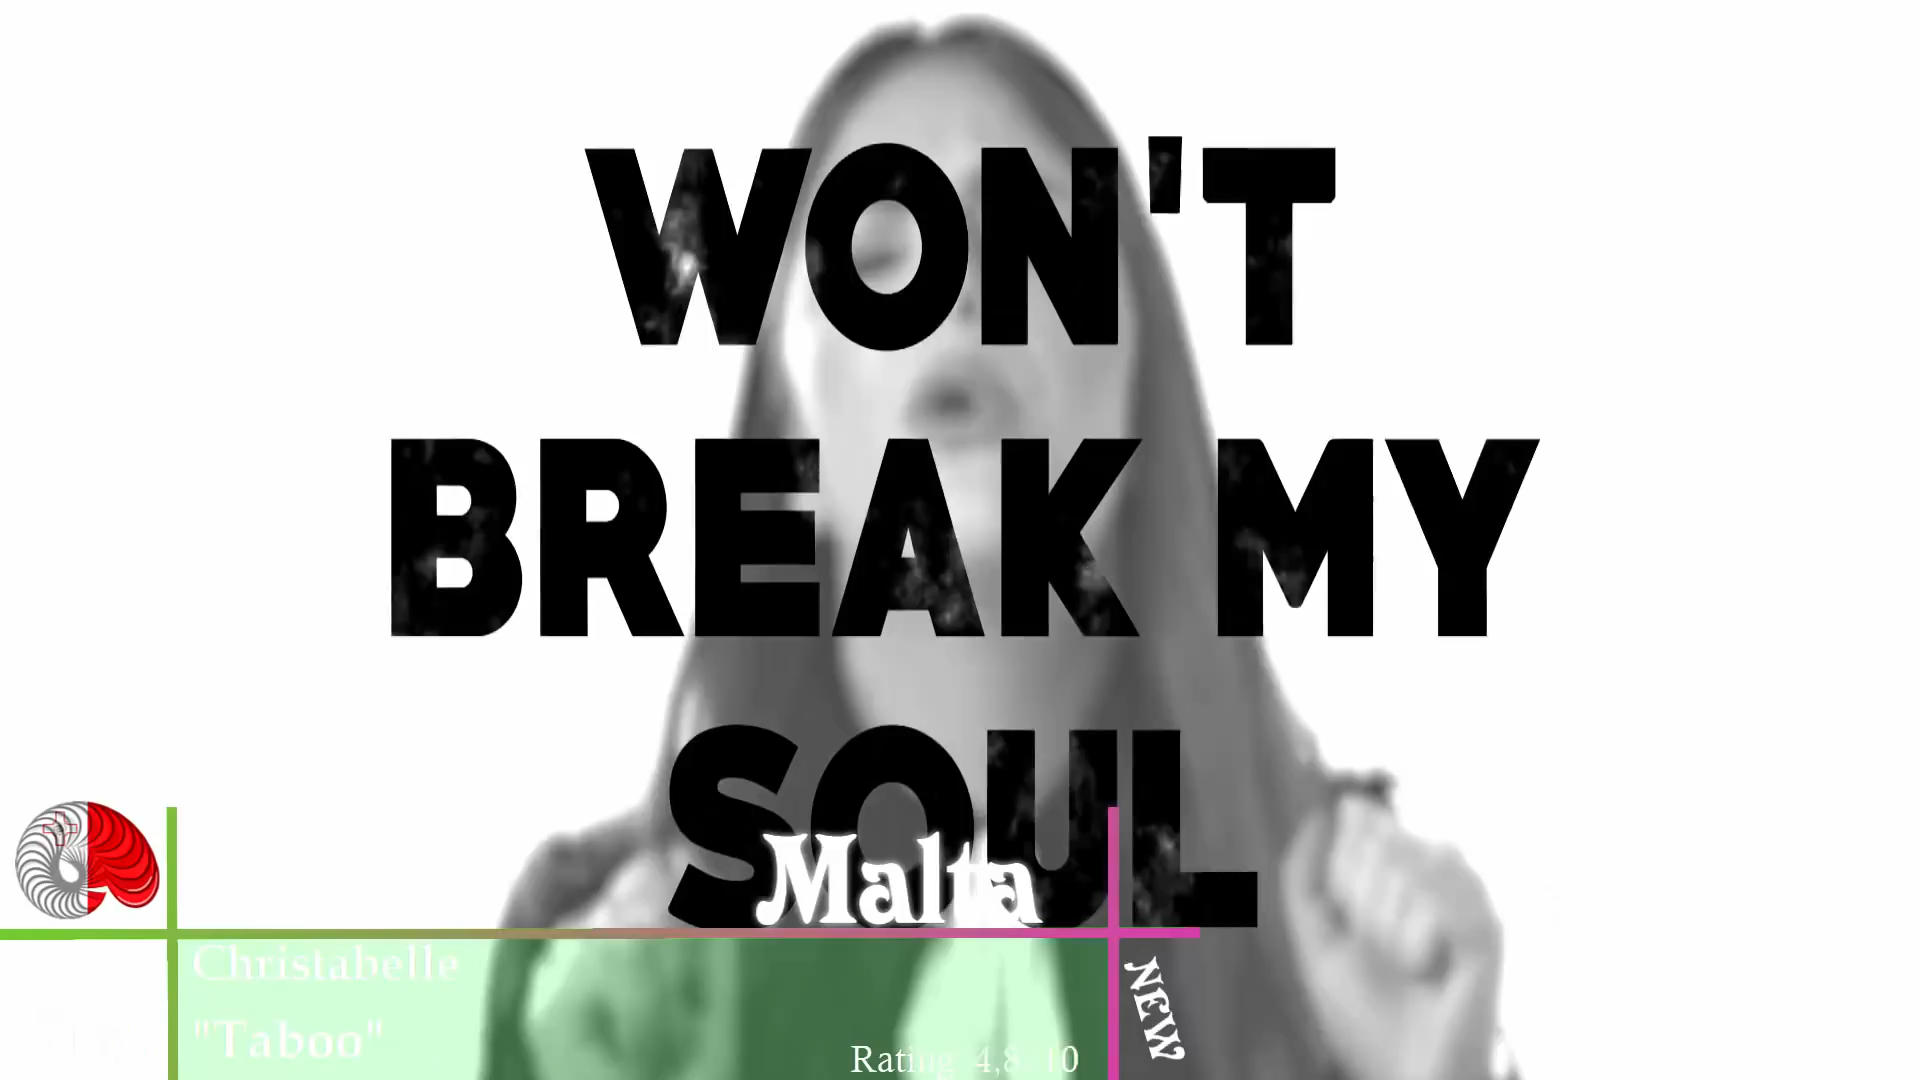 WON'T
BREAK MY
SOUL
Malta
Christabelle
"Taboo"
NEW
Rating 4,8/10